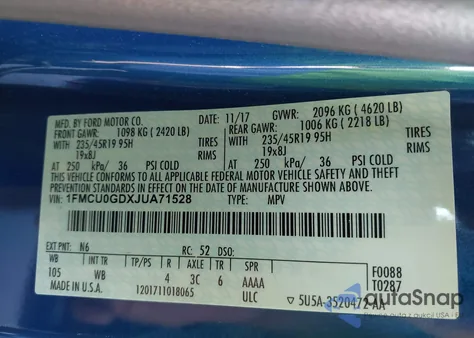 MFD. BY FORD MOTOR CO. 11/17 GVWR: 2096 KG ( 4620 LB)
FRONT GAWR: 1098 KG ( 2420 LB) REAR GAWR: 1006 KG ( 2218 LB)
WITH 235/45R19 95H TIRES WITH 235/45R19 95H TIRES
19x8J RIMS 19x8J
AT 250 kPa/ 36 PSI COLD AT 250 kPa/ 36 PSI COLD
THIS VEHICLE CONFORMS TO ALL APPLICABLE FEDERAL MOTOR VEHICLE SAFETY AND THEFT
PREVENTION STANDARDS IN EFFECT ON THE DATE OF MANUFACTURE SHOWN ABOVE.
VIN: 1FMCU0GDXJUA71528 TYPE: MPV
EXT PNT: N6 RC: 52 DSO:
WB INT TR TP/PS R AXLE TR SPR F0088
105 WB 4 3C 6 AAAA T0287
MADE IN U.S.A. 1201711018065 ULC 5U5A-3520472-AA
autoSnap